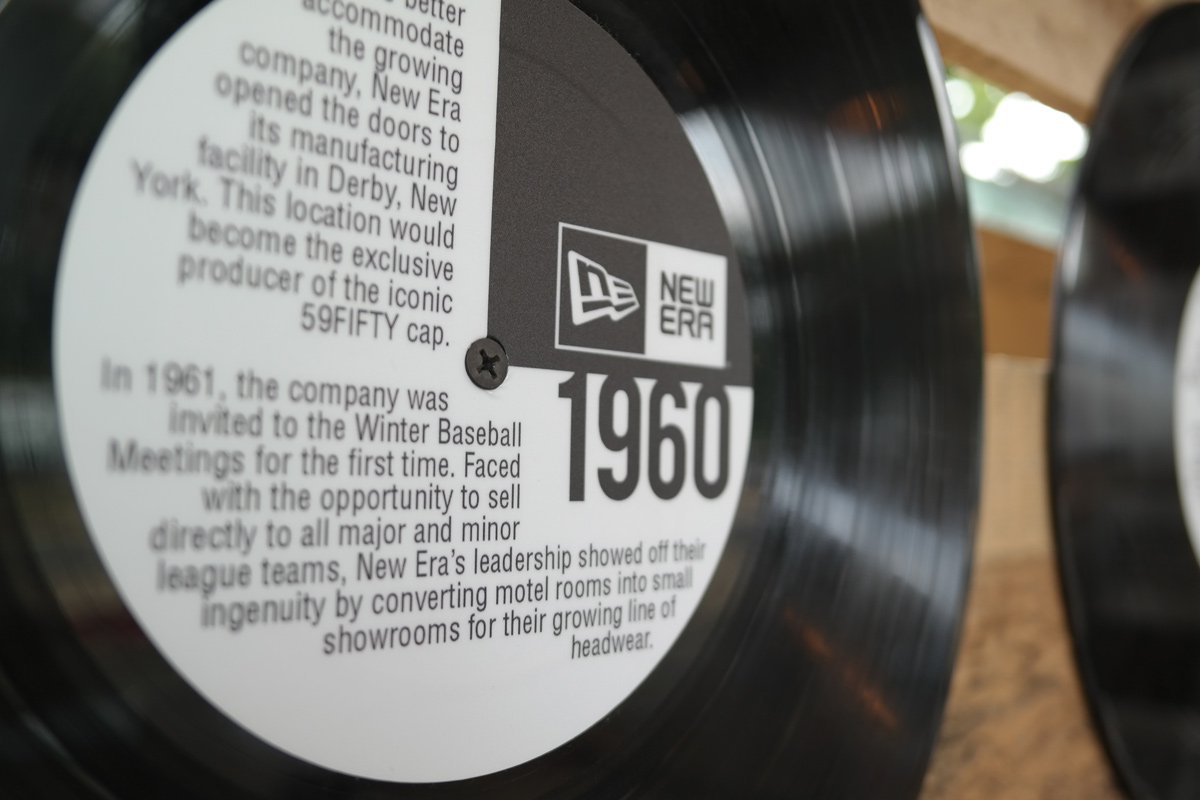 better
accommodate
the growing
company, New Era
opened the doors to
its manufacturing
facility in Derby, New
York. This location would
become the exclusive
producer of the iconic
59FIFTY cap.
NEW
ERA
1960
In 1961, the company was
invited to the Winter Baseball
Meetings for the first time. Faced
with the opportunity to sell
directly to all major and minor
league teams, New Era's leadership showed off their
ingenuity by converting motel rooms into small
showrooms for their growing line of
headwear.